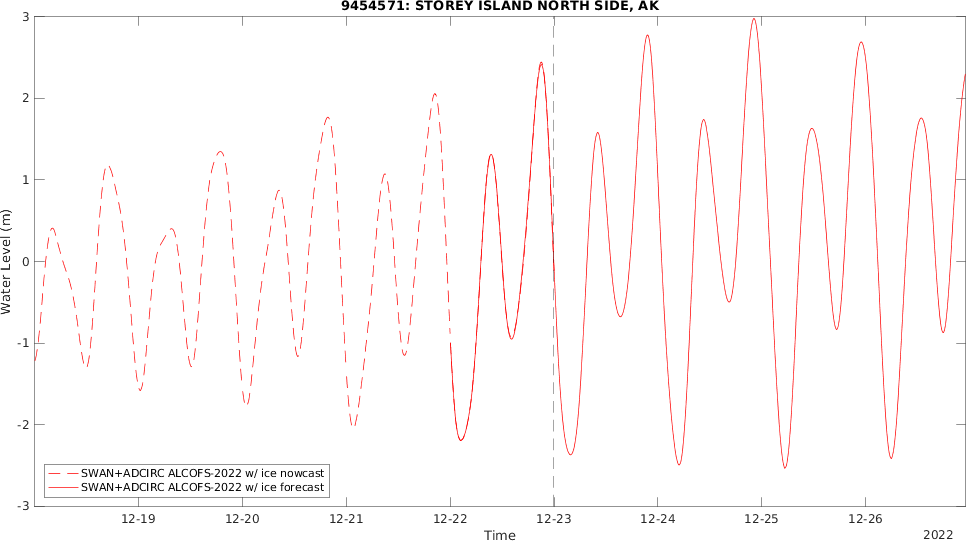 9454571: STOREY ISLAND NORTH SIDE, AK
3
2
1
0
-1
-2
-3
Water Level (m)
SWAN+ADCIRC ALCOFS-2022 w/ ice nowcast
SWAN+ADCIRC ALCOFS-2022 w/ ice forecast
12-19 12-20 12-21 12-22 12-23 12-24 12-25 12-26
Time
2022